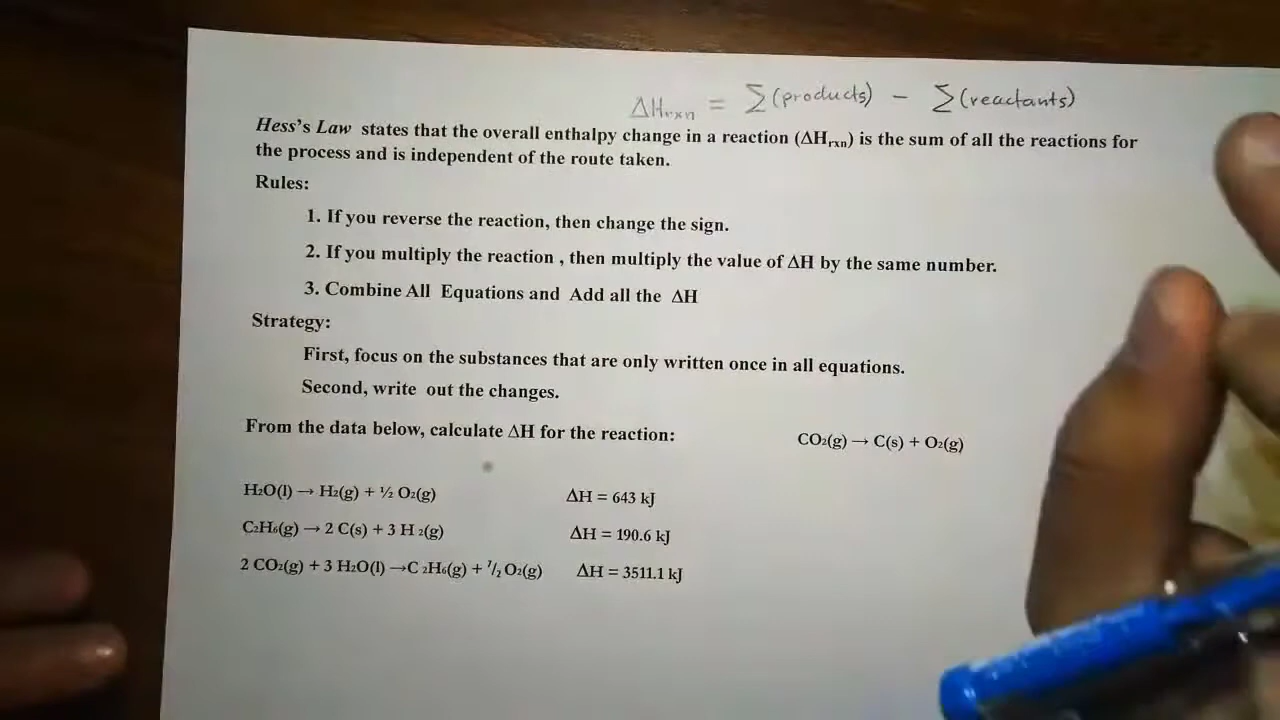 ΔHrxn = Σ(products) - Σ(reactants)
Hess's Law states that the overall enthalpy change in a reaction (ΔHrxn) is the sum of all the reactions for
the process and is independent of the route taken.
Rules:
1. If you reverse the reaction, then change the sign.
2. If you multiply the reaction , then multiply the value of ΔH by the same number.
3. Combine All Equations and Add all the ΔH
Strategy:
First, focus on the substances that are only written once in all equations.
Second, write out the changes.
From the data below, calculate ΔH for the reaction: CO₂(g) → C(s) + O₂(g)
H₂O(l) → H₂(g) + ½ O₂(g) ΔH = 643 kJ
C₂H₆(g) → 2 C(s) + 3 H₂(g) ΔH = 190.6 kJ
2 CO₂(g) + 3 H₂O(l) → C₂H₆(g) + ⁷/₂ O₂(g) ΔH = 3511.1 kJ